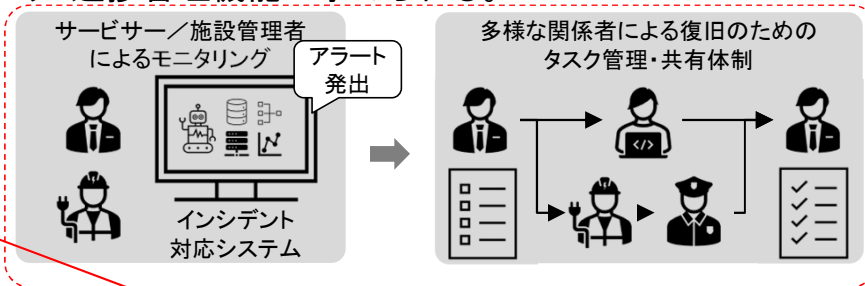 サービサー／施設管理者
によるモニタリング
アラート
発出
インシデント
対応システム
多様な関係者による復旧のための
タスク管理・共有体制
</>